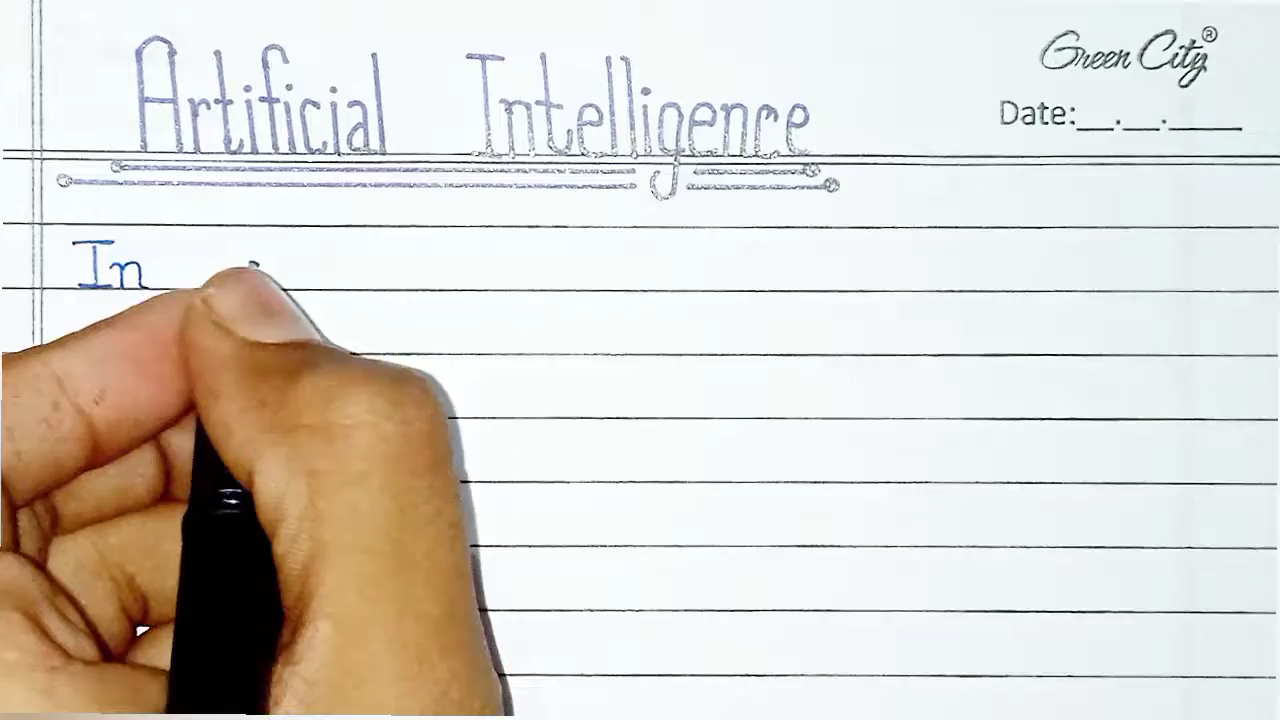 Artificial Intelligence
Green City®
Date:__.__.____
In